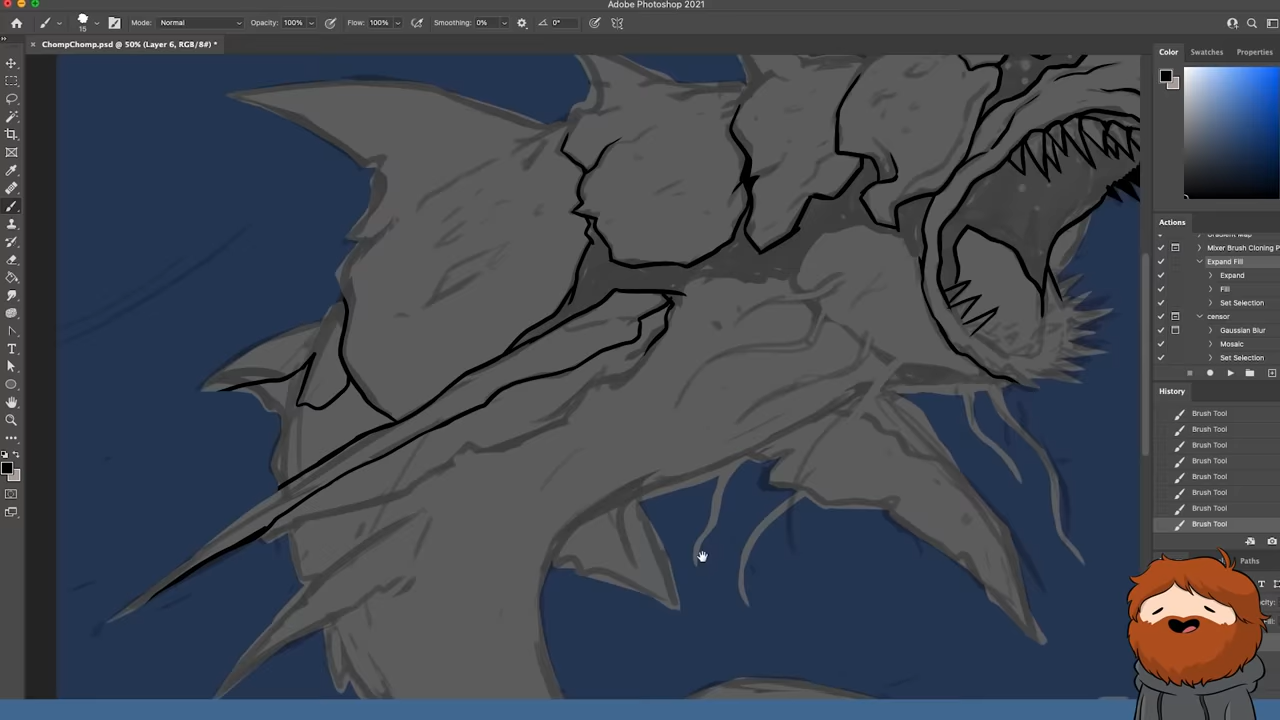 Adobe Photoshop 2021
15
Mode: Normal
Opacity: 100%
Flow: 100%
Smoothing: 0%
0°
× ChompChomp.psd @ 50% (Layer 6, RGB/8#) *
Color Swatches Properties
Actions
Mixer Brush Cloning P
Expand Fill
Expand
Fill
Set Selection
censor
Gaussian Blur
Mosaic
Set Selection
History
Brush Tool
Brush Tool
Brush Tool
Brush Tool
Brush Tool
Brush Tool
Brush Tool
Brush Tool
Paths